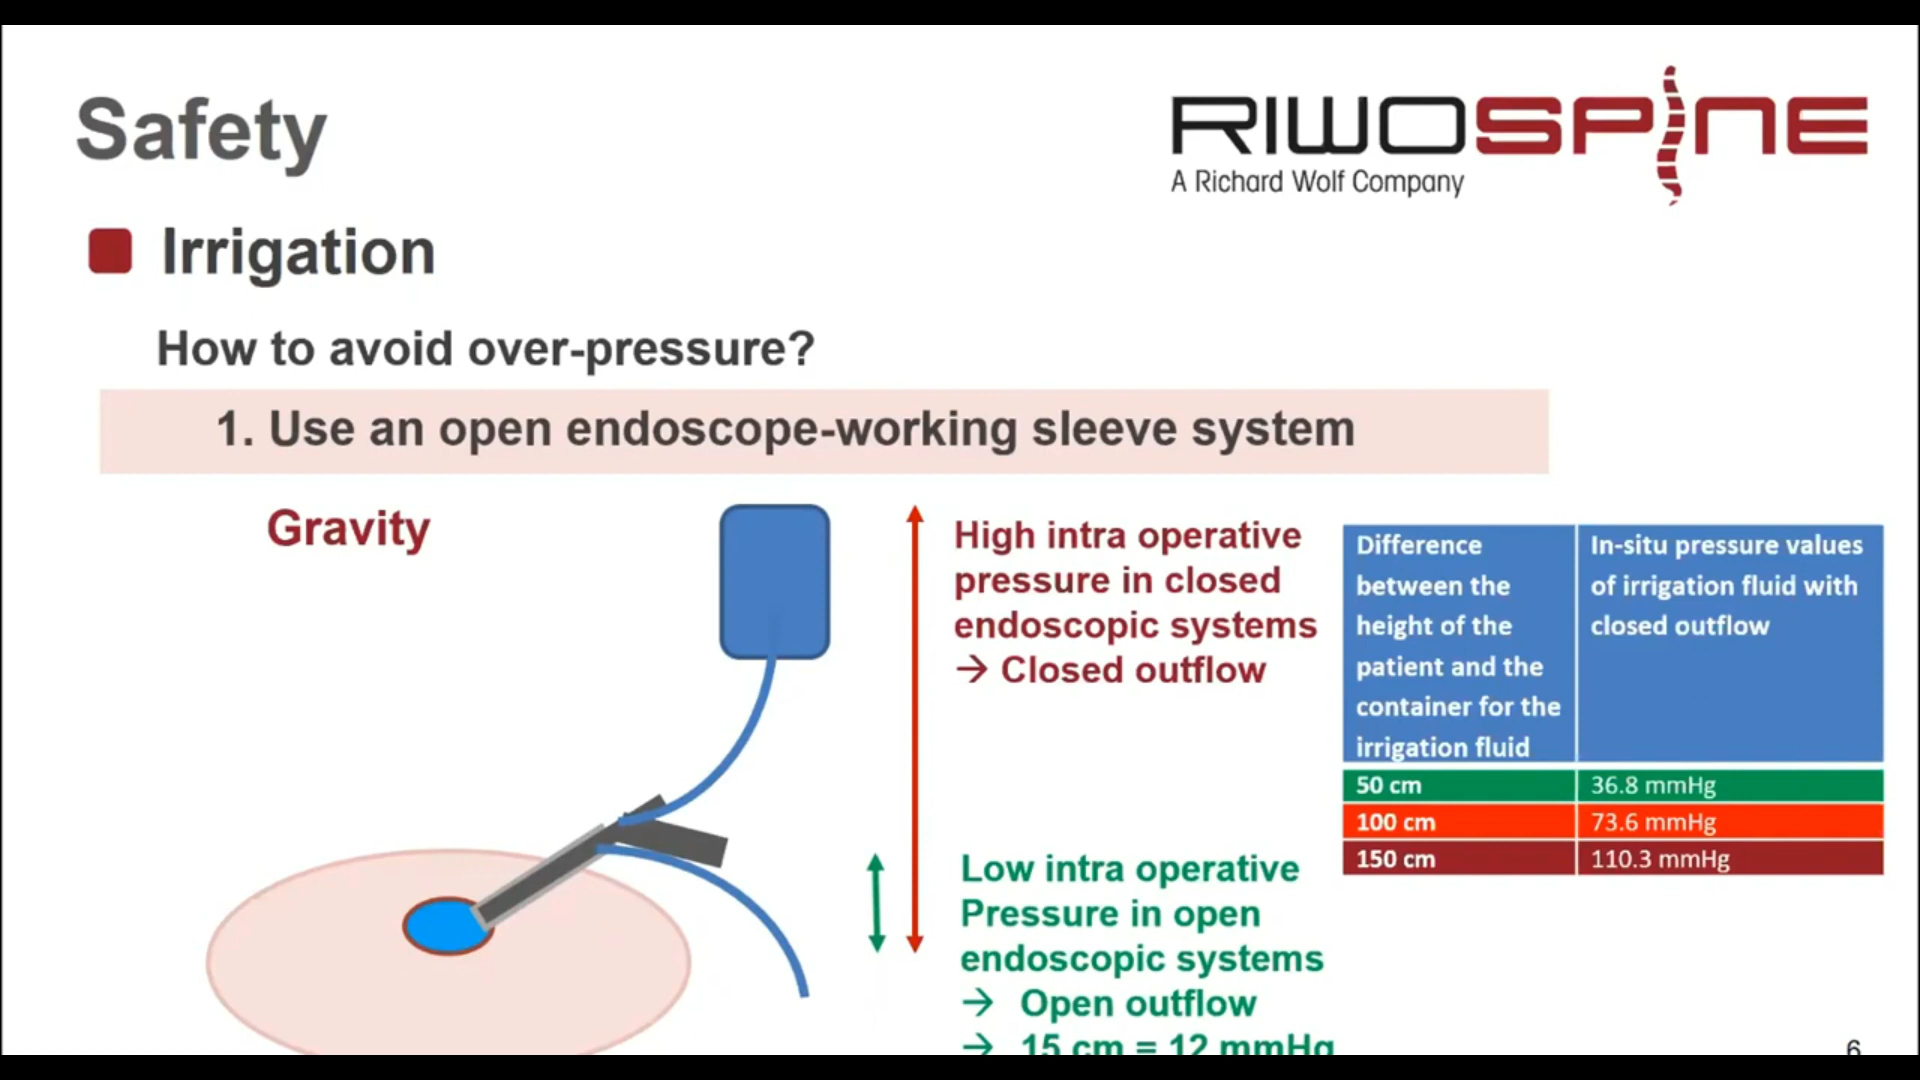 Safety
RIWOSPINE
A Richard Wolf Company
Irrigation
How to avoid over-pressure?
1. Use an open endoscope-working sleeve system
Gravity
High intra operative
pressure in closed
endoscopic systems
→ Closed outflow
Low intra operative
Pressure in open
endoscopic systems
→ Open outflow
→ 15 cm = 12 mmHg
Difference
between the
height of the
patient and the
container for the
irrigation fluid
In-situ pressure values
of irrigation fluid with
closed outflow
50 cm 36.8 mmHg
100 cm 73.6 mmHg
150 cm 110.3 mmHg
6